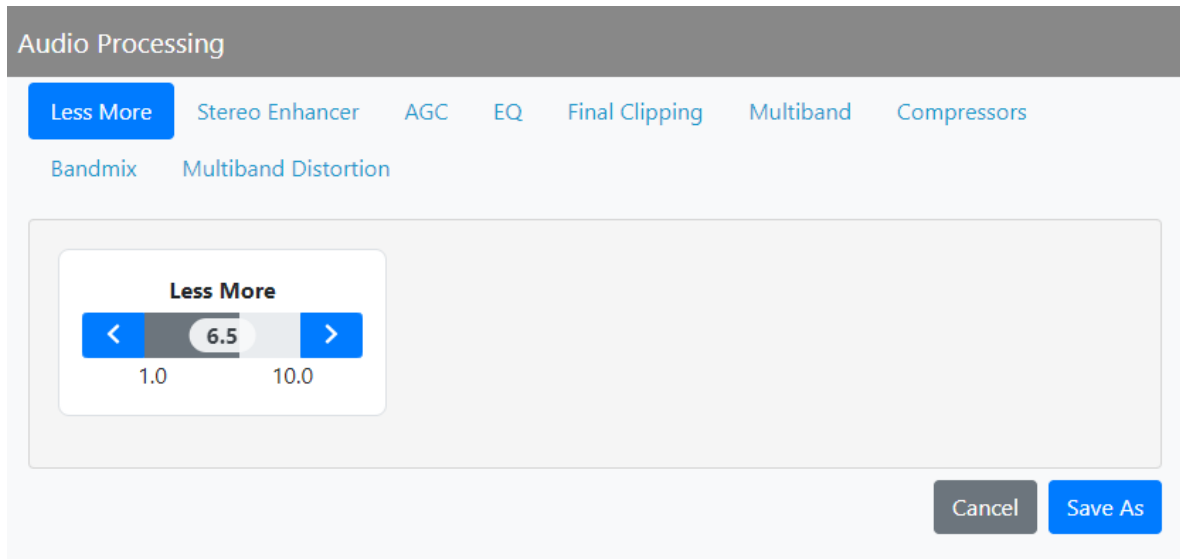 Audio Processing
Less More Stereo Enhancer AGC EQ Final Clipping Multiband Compressors
Bandmix Multiband Distortion
Less More
6.5
1.0 10.0
Cancel Save As